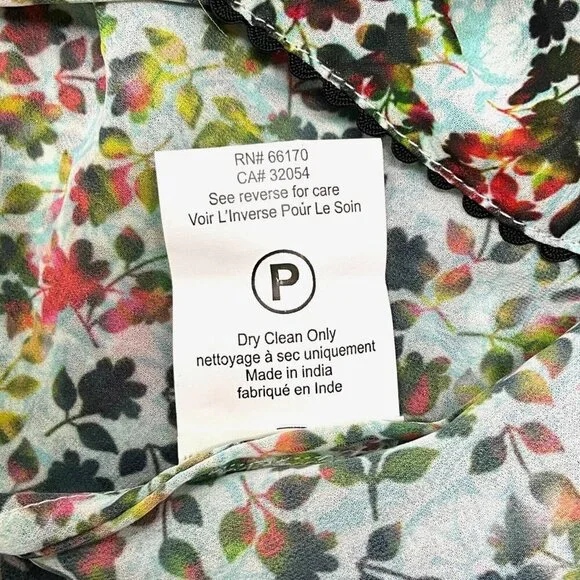 RN# 66170
CA# 32054
See reverse for care
Voir L'Inverse Pour Le Soin
P
Dry Clean Only
nettoyage à sec uniquement
Made in india
fabriqué en Inde